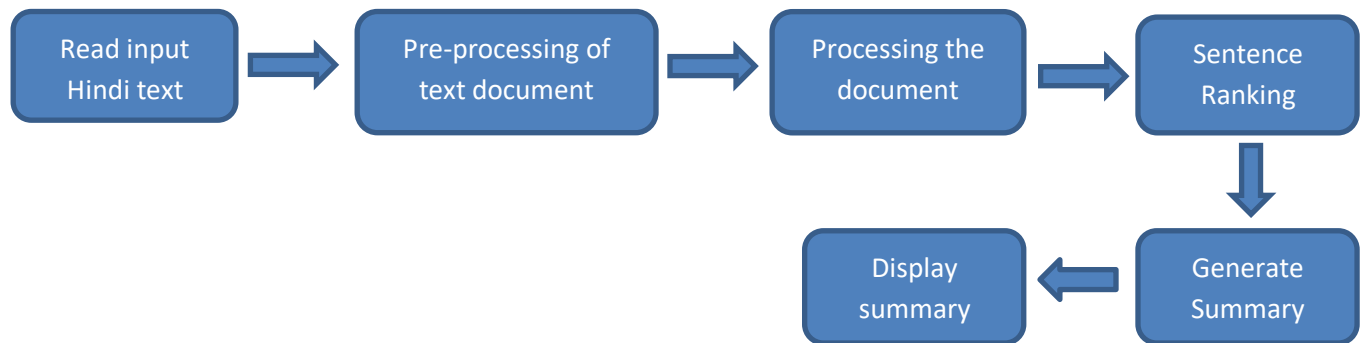 Read input
Hindi text
Pre-processing of
text document
Processing the
document
Sentence
Ranking
Generate
Summary
Display
summary